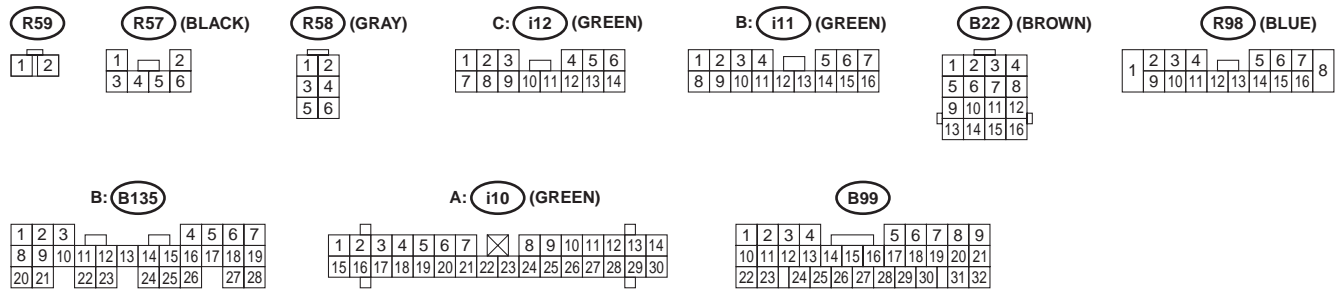 R59 R57 (BLACK) R58 (GRAY) C: i12 (GREEN) B: i11 (GREEN) B22 (BROWN) R98 (BLUE)
1 2
1 2
3 4 5 6
1 2
3 4
5 6
1 2 3 4 5 6
7 8 9 10 11 12 13 14
1 2 3 4 5 6 7
8 9 10 11 12 13 14 15 16
1 2 3 4
5 6 7 8
9 10 11 12
13 14 15 16
1 2 3 4 5 6 7 8
9 10 11 12 13 14 15 16
B: B135 A: i10 (GREEN) B99
1 2 3 4 5 6 7
8 9 10 11 12 13 14 15 16 17 18 19
20 21 22 23 24 25 26 27 28
1 2 3 4 5 6 7 8 9 10 11 12 13 14
15 16 17 18 19 20 21 22 23 24 25 26 27 28 29 30
1 2 3 4 5 6 7 8 9
10 11 12 13 14 15 16 17 18 19 20 21
22 23 24 25 26 27 28 29 30 31 32